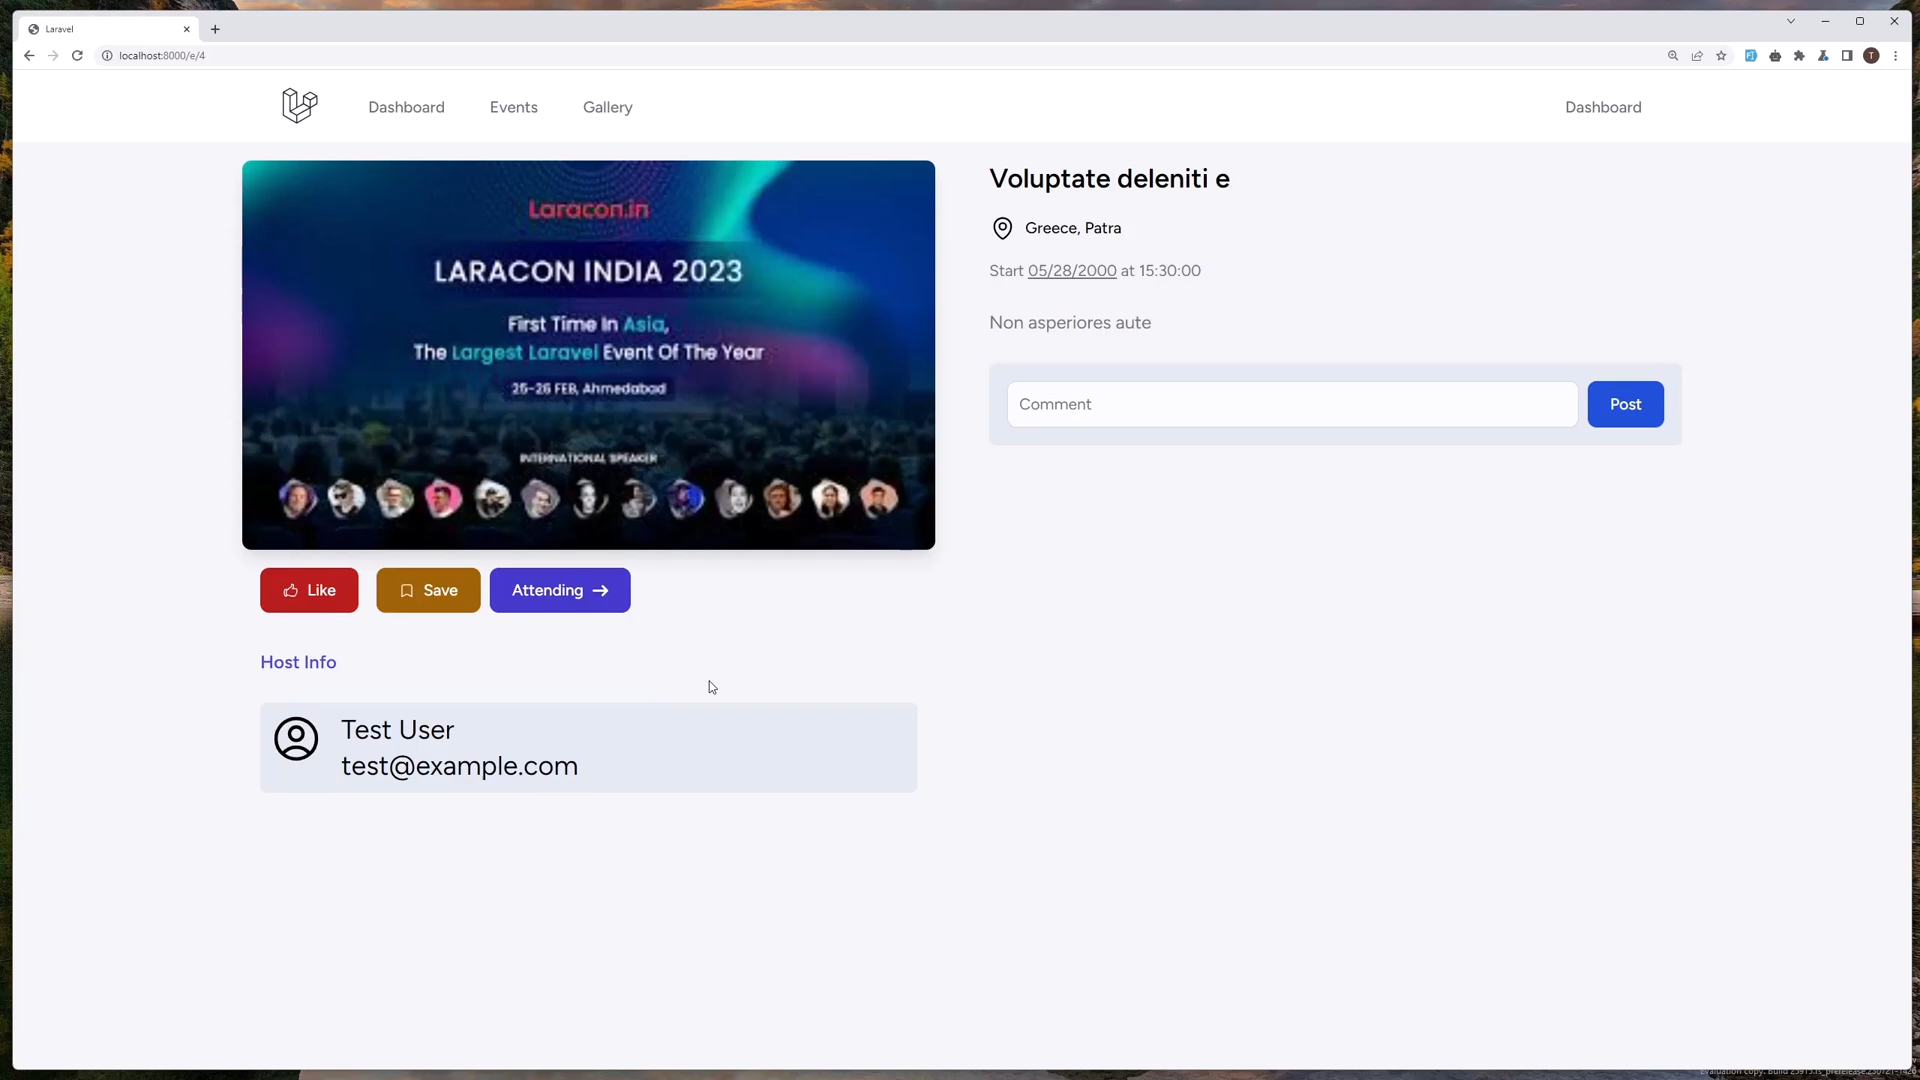 Laravel
localhost:8000/e/4
T
Dashboard
Events
Gallery
Dashboard
Laracon.in
LARACON INDIA 2023
First Time In Asia,
The Largest Laravel Event Of The Year
25-26 FEB, Ahmedabad
INTERNATIONAL SPEAKER
Like
Save
Attending
Host Info
Test User
test@example.com
Voluptate deleniti e
Greece, Patra
Start 05/28/2000 at 15:30:00
Non asperiores aute
Comment
Post